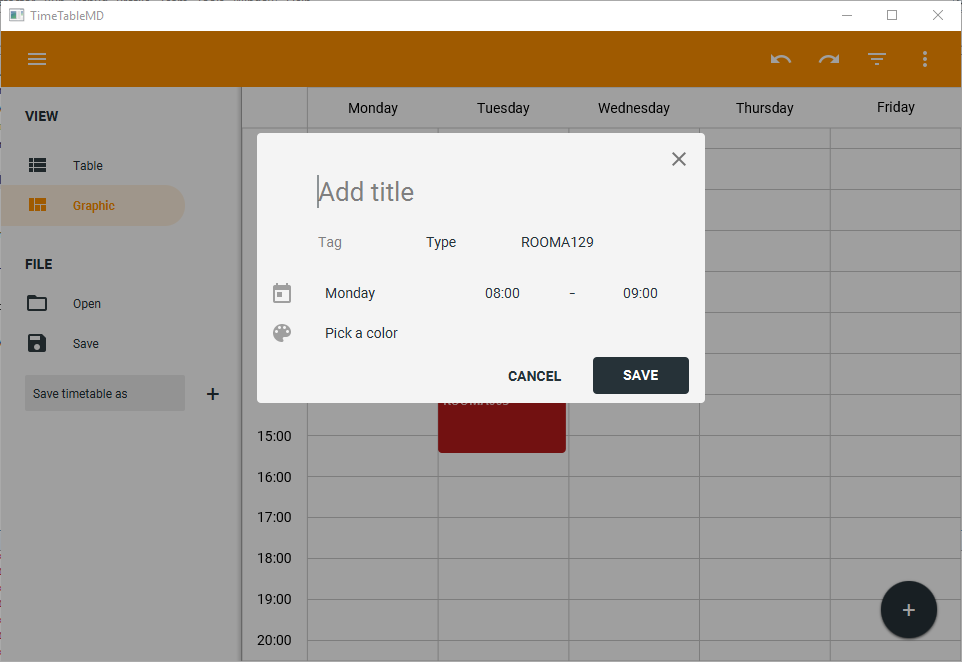 TimeTableMD
VIEW
Table
Graphic
FILE
Open
Save
Save timetable as
+
Monday Tuesday Wednesday Thursday Friday
Add title
Tag Type ROOMA129
Monday 08:00 - 09:00
Pick a color
CANCEL SAVE
15:00
16:00
17:00
18:00
19:00
20:00
+